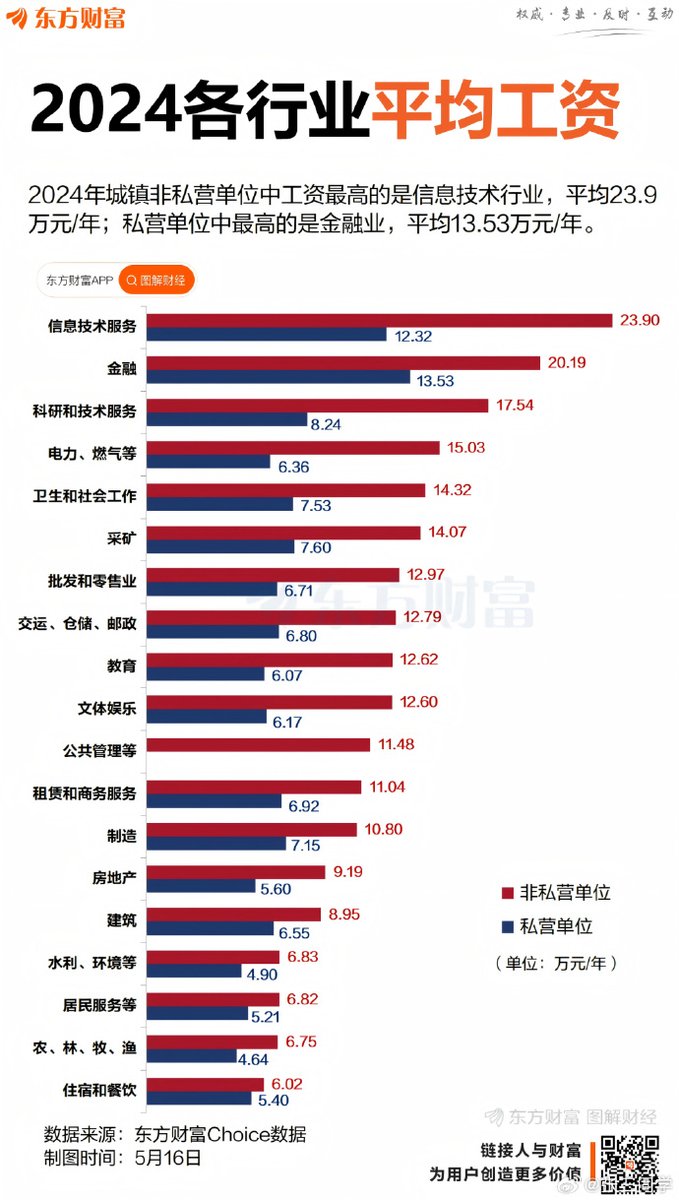 东方财富
权威·专业·及时·互动
2024各行业平均工资
2024年城镇非私营单位中工资最高的是信息技术行业，平均23.9
万元/年；私营单位中最高的是金融业，平均13.53万元/年。
东方财富APP 图解财经
信息技术服务 23.90
12.32
金融 20.19
13.53
科研和技术服务 17.54
8.24
电力、燃气等 15.03
6.36
卫生和社会工作 14.32
7.53
采矿 14.07
7.60
批发和零售业 12.97
6.71
东方财富
交运、仓储、邮政 12.79
6.80
教育 12.62
6.07
文体娱乐 12.60
6.17
公共管理等 11.48
租赁和商务服务 11.04
6.92
制造 10.80
7.15
房地产 9.19
5.60
建筑 8.95
6.55
水利、环境等 6.83
4.90
居民服务等 6.82
5.21
农、林、牧、渔 6.75
4.64
住宿和餐饮 6.02
5.40
非私营单位
私营单位
（单位：万元/年）
东方财富 图解财经
数据来源：东方财富Choice数据
制图时间：5月16日
链接人与财富
为用户创造更多价值